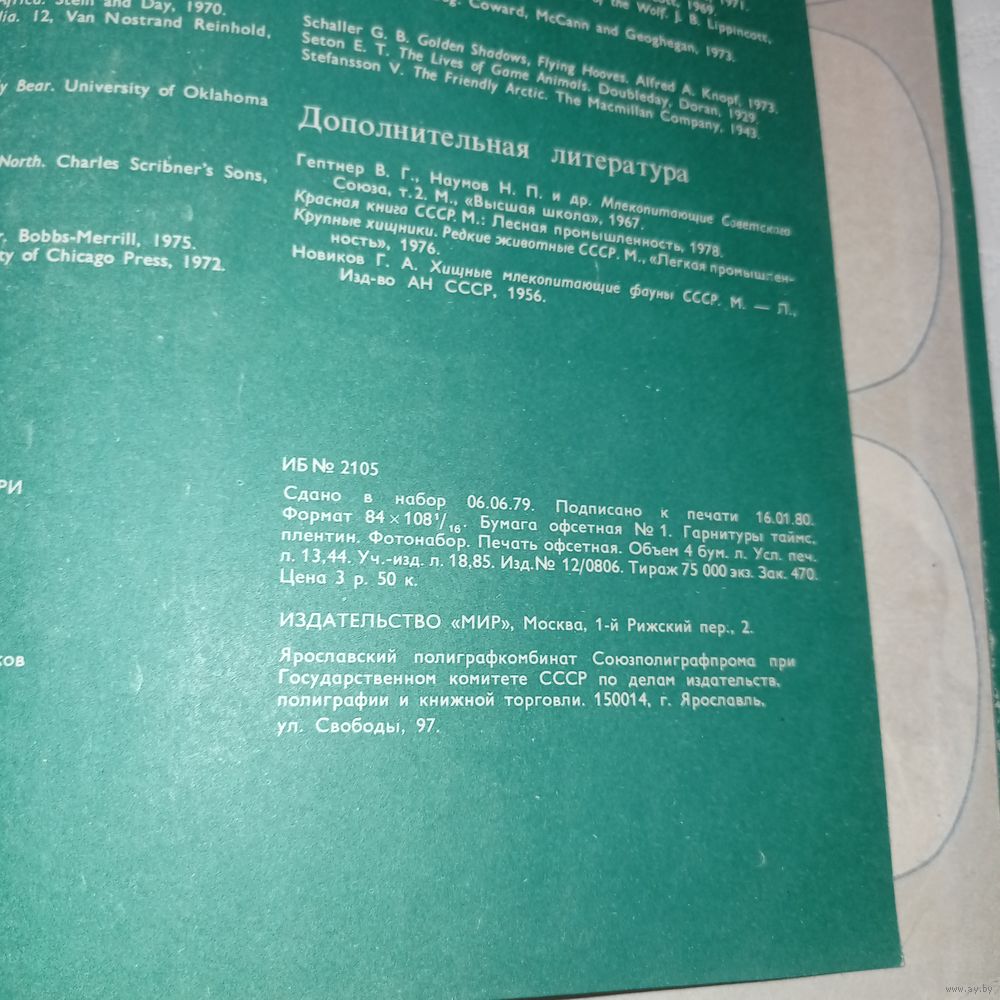 Africa. Stein and Day, 1970.
12, Van Nostrand Reinhold,
Bear. University of Oklahoma
North. Charles Scribner's Sons,
Bobbs-Merrill, 1975.
of Chicago Press, 1972.
РИ
ков
1971.
1969.
of the Wolf. J. B. Lippincott,
Coward, McCann and Geoghegan, 1973.
Schaller G. B. Golden Shadows, Flying Hooves. Alfred A. Knopf, 1973.
Seton E. T. The Lives of Game Animals. Doubleday, Doran, 1929.
Stefansson V. The Friendly Arctic. The Macmillan Company, 1943.
Дополнительная литература
Гептнер В. Г., Наумов Н. П. и др. Млекопитающие Советского
Союза, т.2. М., «Высшая школа», 1967.
Красная книга СССР. М.: Лесная промышленность, 1978.
Крупные хищники. Редкие животные СССР. М., «Легкая промышлен-
ность», 1976.
Новиков Г. А. Хищные млекопитающие фауны СССР. М. — Л.,
Изд-во АН СССР, 1956.
ИБ № 2105
Сдано в набор 06.06.79. Подписано к печати 16.01.80.
Формат 84×108¹/₁₆. Бумага офсетная № 1. Гарнитуры таймс,
плентин. Фотонабор. Печать офсетная. Объем 4 бум. л. Усл. печ.
л. 13,44. Уч.-изд. л. 18,85. Изд. № 12/0806. Тираж 75 000 экз. Зак. 470.
Цена 3 р. 50 к.
ИЗДАТЕЛЬСТВО «МИР», Москва, 1-й Рижский пер., 2.
Ярославский полиграфкомбинат Союзполиграфпрома при
Государственном комитете СССР по делам издательств,
полиграфии и книжной торговли. 150014, г. Ярославль,
ул. Свободы, 97.
www.ay.by